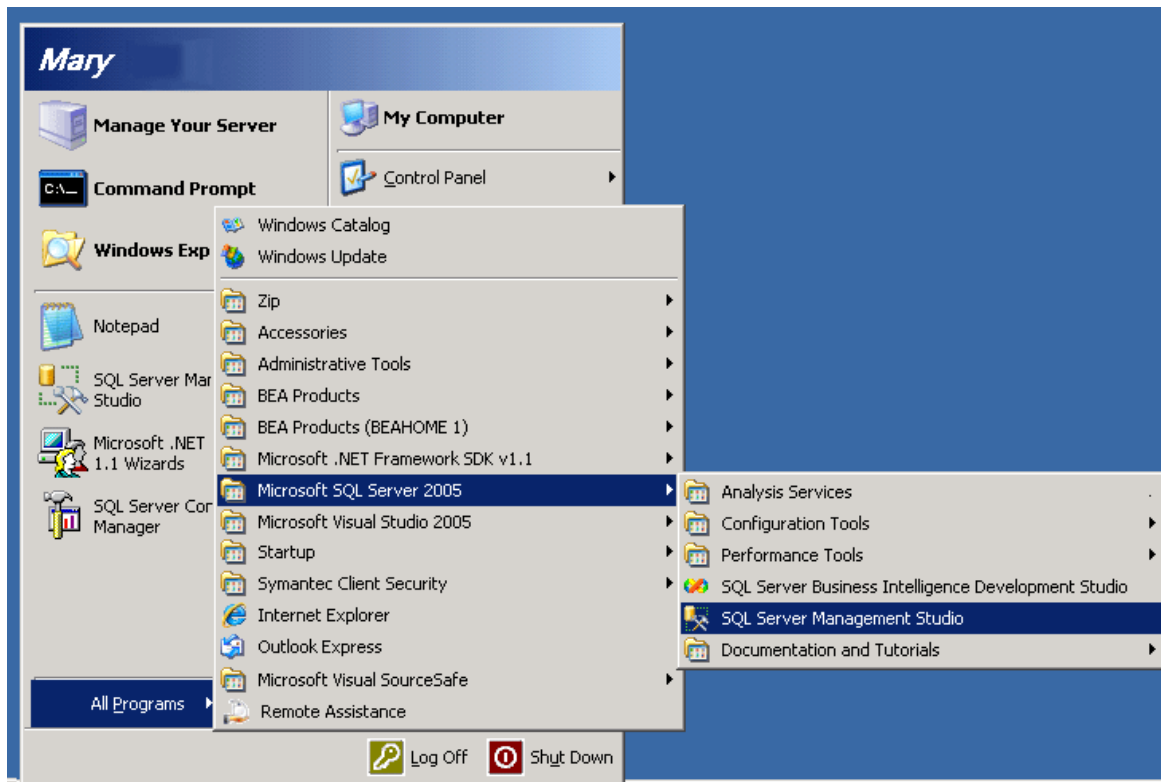 Mary
Manage Your Server
My Computer
Command Prompt
Control Panel
Windows Exp
Windows Catalog
Windows Update
Notepad
Zip
Accessories
SQL Server Mar
Studio
Administrative Tools
BEA Products
Microsoft .NET
1.1 Wizards
BEA Products (BEAHOME 1)
Microsoft .NET Framework SDK v1.1
SQL Server Cor
Manager
Microsoft SQL Server 2005
Microsoft Visual Studio 2005
Startup
Symantec Client Security
Internet Explorer
Outlook Express
Microsoft Visual SourceSafe
Remote Assistance
Analysis Services
Configuration Tools
Performance Tools
SQL Server Business Intelligence Development Studio
SQL Server Management Studio
Documentation and Tutorials
All Programs
Log Off
Shut Down
C:\_